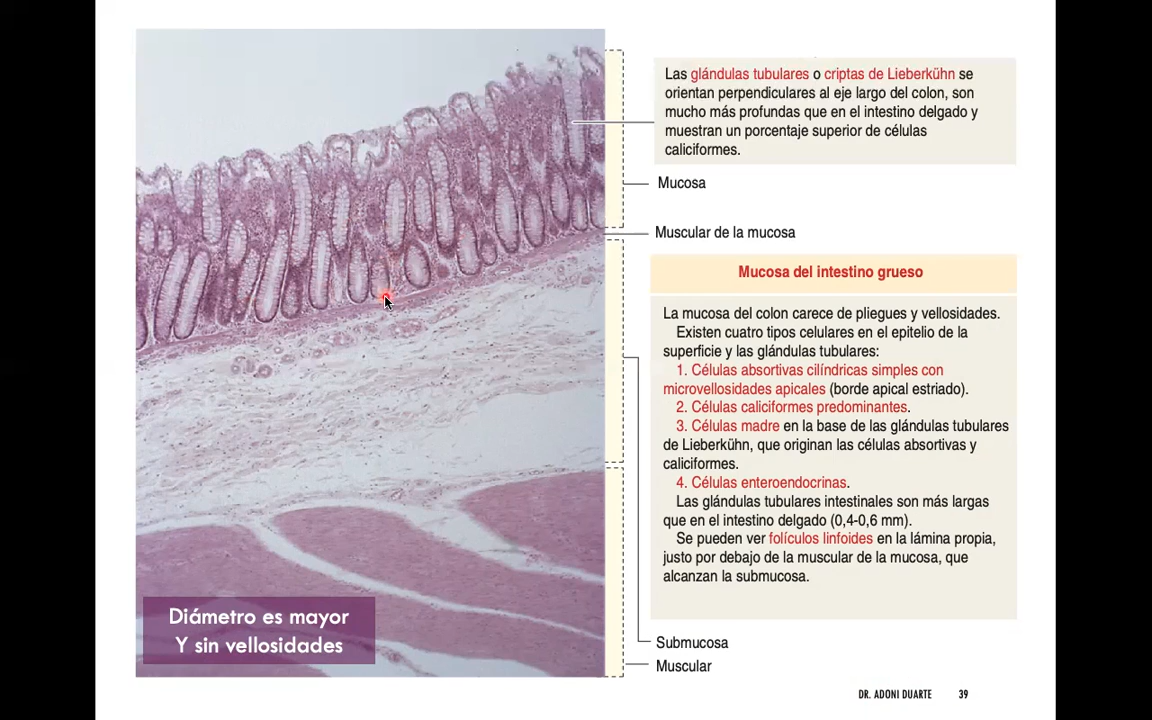 Las glándulas tubulares o criptas de Lieberkühn se
orientan perpendiculares al eje largo del colon, son
mucho más profundas que en el intestino delgado y
muestran un porcentaje superior de células
caliciformes.
Mucosa
Muscular de la mucosa
Mucosa del intestino grueso
La mucosa del colon carece de pliegues y vellosidades.
Existen cuatro tipos celulares en el epitelio de la
superficie y las glándulas tubulares:
1. Células absortivas cilíndricas simples con
microvellosidades apicales (borde apical estriado).
2. Células caliciformes predominantes.
3. Células madre en la base de las glándulas tubulares
de Lieberkühn, que originan las células absortivas y
caliciformes.
4. Células enteroendocrinas.
Las glándulas tubulares intestinales son más largas
que en el intestino delgado (0,4-0,6 mm).
Se pueden ver folículos linfoides en la lámina propia,
justo por debajo de la muscular de la mucosa, que
alcanzan la submucosa.
Diámetro es mayor
Y sin vellosidades
Submucosa
Muscular
DR. ADONI DUARTE 39